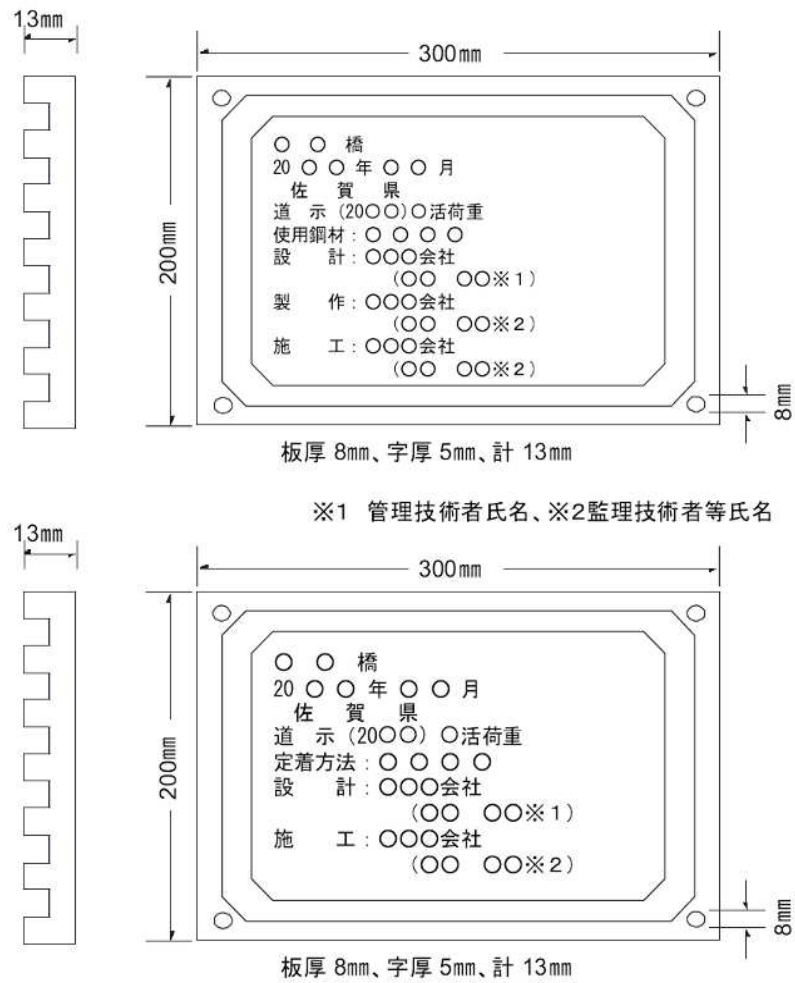 13㎜
300㎜
200㎜
○ ○ 橋
20 ○ ○ 年 ○ ○ 月
佐 賀 県
道 示 (20○○)○活荷重
使用鋼材：○ ○ ○ ○
設 計：○○○会社
(○○ ○○※1)
製 作：○○○会社
(○○ ○○※2)
施 工：○○○会社
(○○ ○○※2)
8㎜
板厚 8㎜、字厚 5㎜、計 13㎜
※1 管理技術者氏名、※2監理技術者等氏名
13㎜
300㎜
200㎜
○ ○ 橋
20 ○ ○ 年 ○ ○ 月
佐 賀 県
道 示 (20○○) ○活荷重
定着方法：○ ○ ○ ○
設 計：○○○会社
(○○ ○○※1)
施 工：○○○会社
(○○ ○○※2)
8㎜
板厚 8㎜、字厚 5㎜、計 13㎜